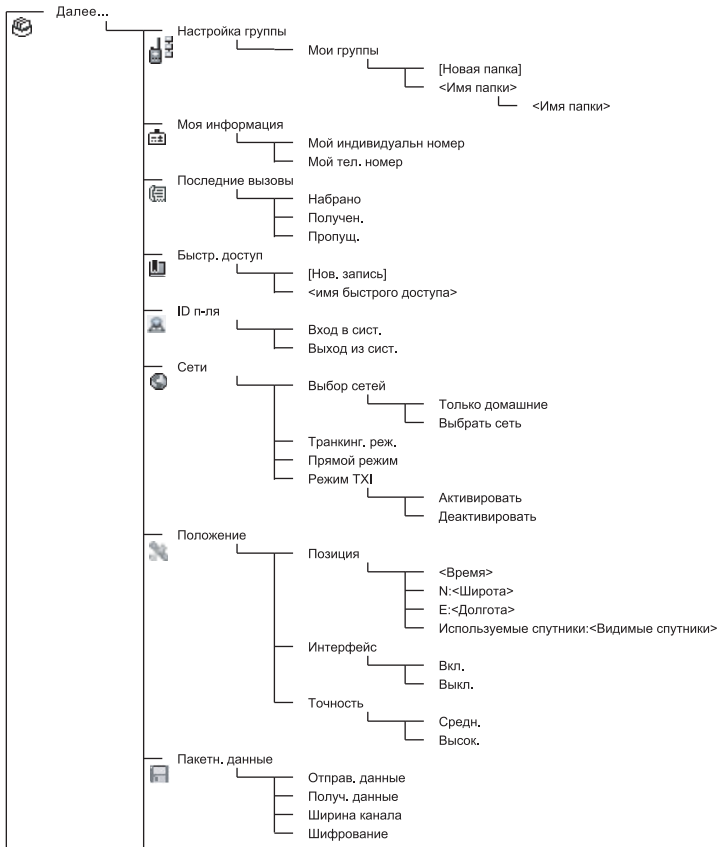 Далее...
Настройка группы
Мои группы
[Новая папка]
<Имя папки>
<Имя папки>
Моя информация
Мой индивидуальн номер
Мой тел. номер
Последние вызовы
Набрано
Получен.
Пропущ.
Быстр. доступ
[Нов. запись]
<имя быстрого доступа>
ID п-ля
Вход в сист.
Выход из сист.
Сети
Выбор сетей
Только домашние
Выбрать сеть
Транкинг. реж.
Прямой режим
Режим TXI
Активировать
Деактивировать
Положение
Позиция
<Время>
N:<Широта>
E:<Долгота>
Используемые спутники:<Видимые спутники>
Интерфейс
Вкл.
Выкл.
Точность
Средн.
Высок.
Пакетн. данные
Отправ. данные
Получ. данные
Ширина канала
Шифрование